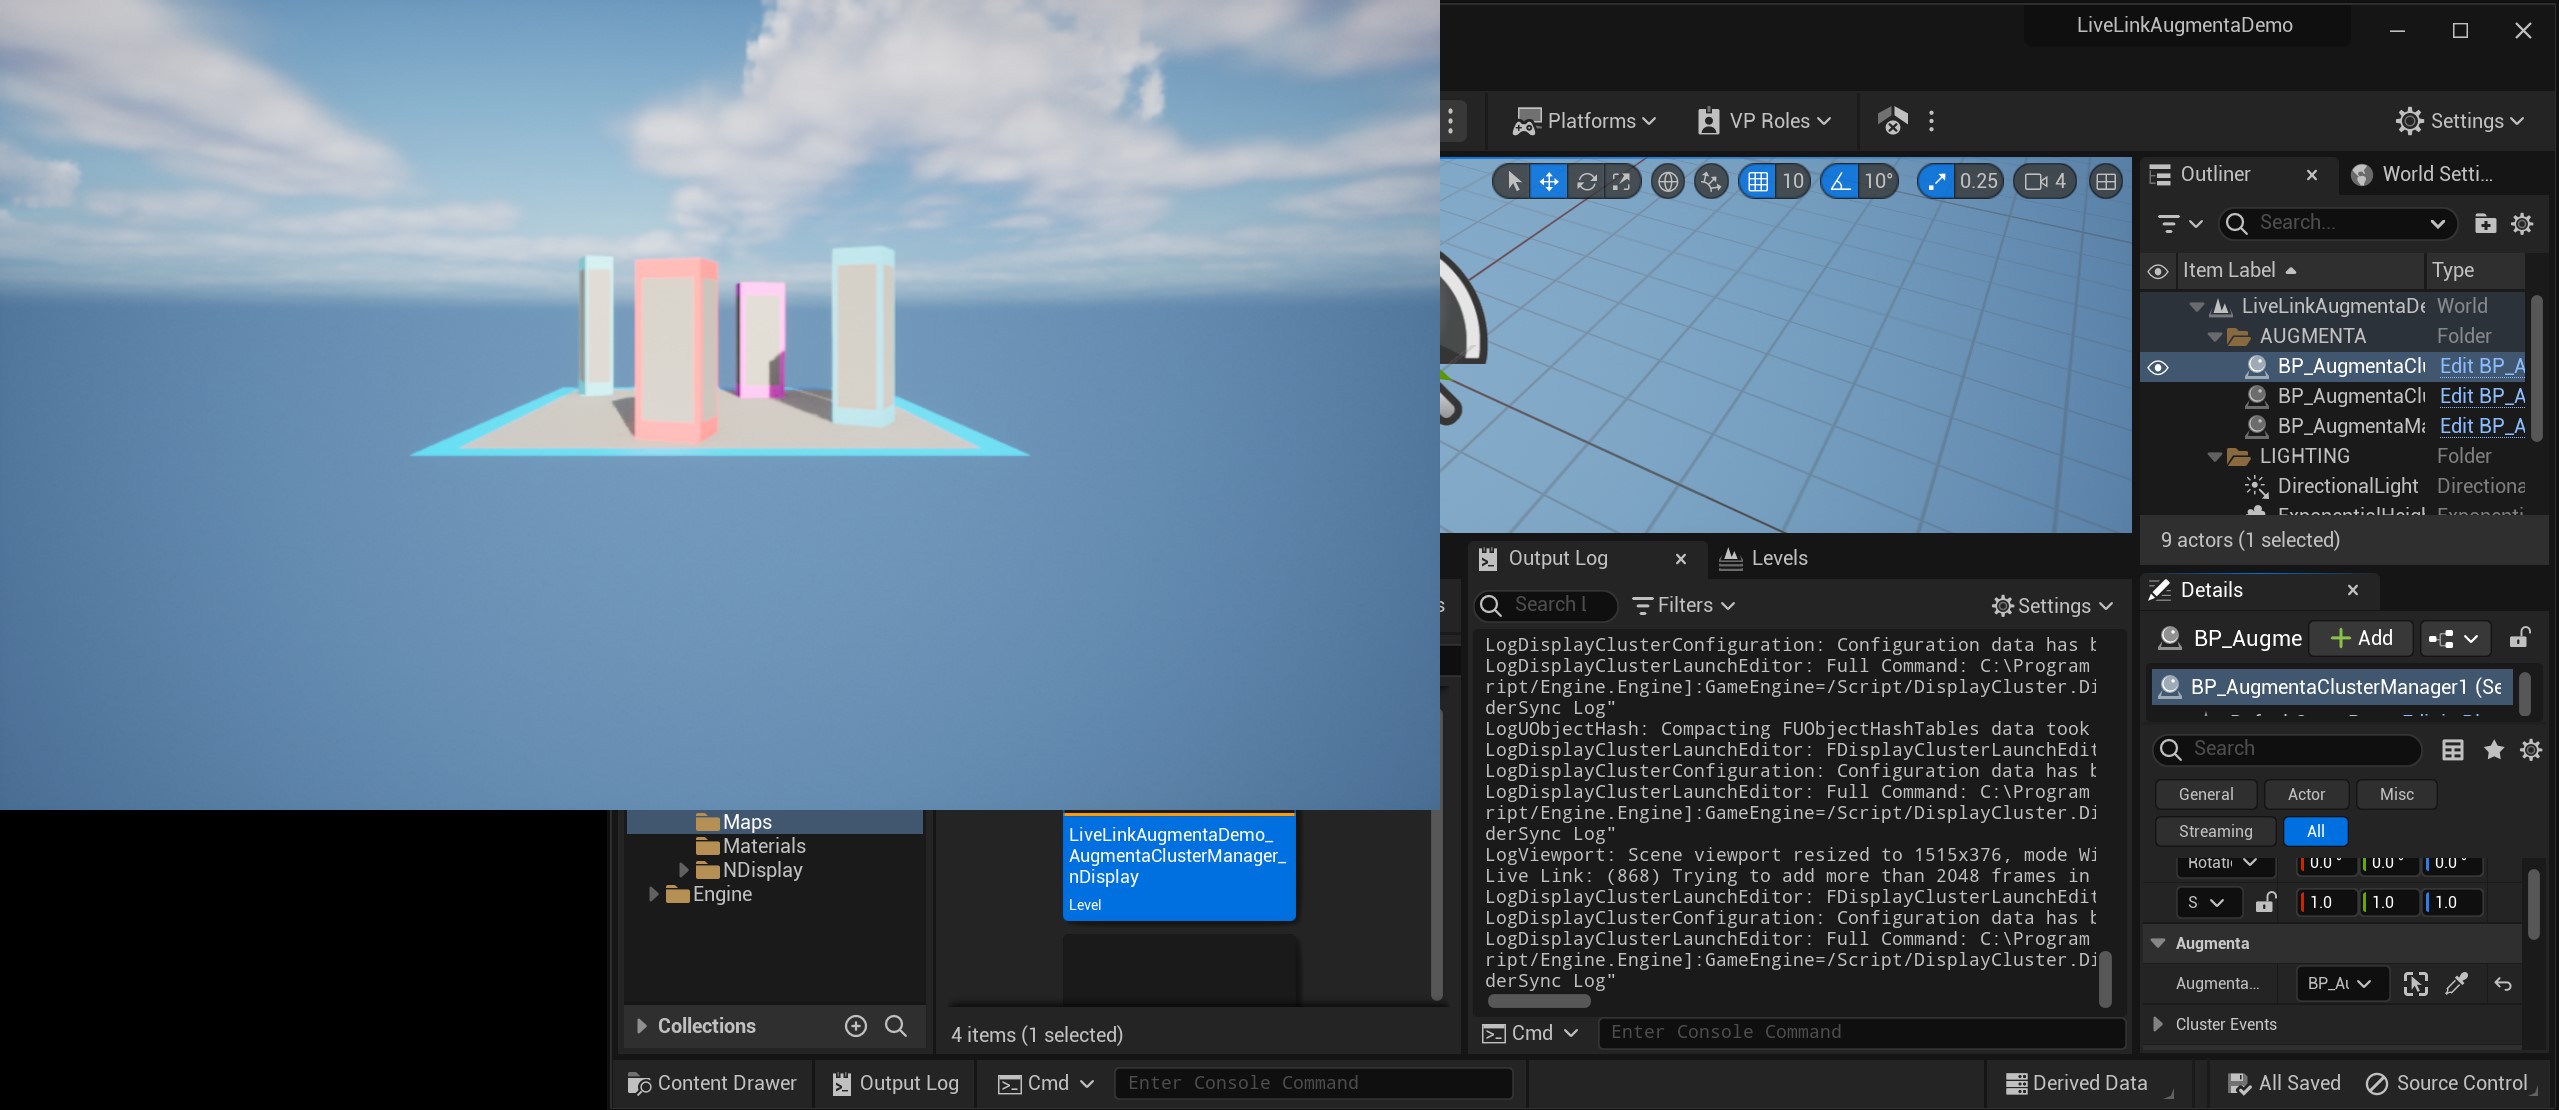 LiveLinkAugmentaDemo
Platforms
VP Roles
Settings
10
10°
0.25
4
Outliner
World Setti...
Search...
Item Label
Type
LiveLinkAugmentaDe
World
AUGMENTA
Folder
BP_AugmentaClu
Edit BP_A
BP_AugmentaClu
Edit BP_A
BP_AugmentaMa
Edit BP_A
LIGHTING
Folder
DirectionalLight
Directiona
9 actors (1 selected)
Output Log
Levels
Search l
Filters
Settings
LogDisplayClusterConfiguration: Configuration data has b
LogDisplayClusterLaunchEditor: Full Command: C:\Program
ript/Engine.Engine]:GameEngine=/Script/DisplayCluster.Di
derSync Log"
LogUObjectHash: Compacting FUObjectHashTables data took
LogDisplayClusterLaunchEditor: FDisplayClusterLaunchEdit
LogDisplayClusterConfiguration: Configuration data has b
LogDisplayClusterLaunchEditor: Full Command: C:\Program
ript/Engine.Engine]:GameEngine=/Script/DisplayCluster.Di
derSync Log"
LogViewport: Scene viewport resized to 1515x376, mode Wi
Live Link: (868) Trying to add more than 2048 frames in
LogDisplayClusterLaunchEditor: FDisplayClusterLaunchEdit
LogDisplayClusterConfiguration: Configuration data has b
LogDisplayClusterLaunchEditor: Full Command: C:\Program
ript/Engine.Engine]:GameEngine=/Script/DisplayCluster.Di
derSync Log"
Cmd
Enter Console Command
Details
BP_Augme
Add
BP_AugmentaClusterManager1 (Se
Search
General
Actor
Misc
Streaming
All
Rotati
0.0°
0.0°
0.0°
S
1.0
1.0
1.0
Augmenta
Augmenta...
BP_Au
Cluster Events
Maps
Materials
NDisplay
Engine
Collections
LiveLinkAugmentaDemo_
AugmentaClusterManager_
nDisplay
Level
4 items (1 selected)
Content Drawer
Output Log
Cmd
Enter Console Command
Derived Data
All Saved
Source Control